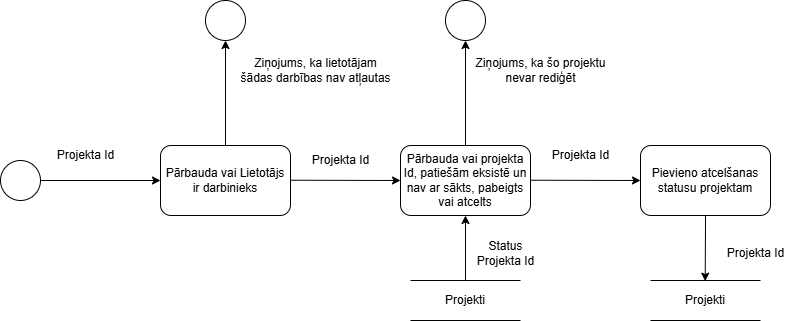 Ziņojums, ka lietotājam
šādas darbības nav atļautas
Ziņojums, ka šo projektu
nevar rediģēt
Projekta Id
Pārbauda vai Lietotājs
ir darbinieks
Projekta Id
Pārbauda vai projekta
Id, patiešām eksistē un
nav ar sākts, pabeigts
vai atcelts
Projekta Id
Pievieno atcelšanas
statusu projektam
Status
Projekta Id
Projekta Id
Projekti
Projekti